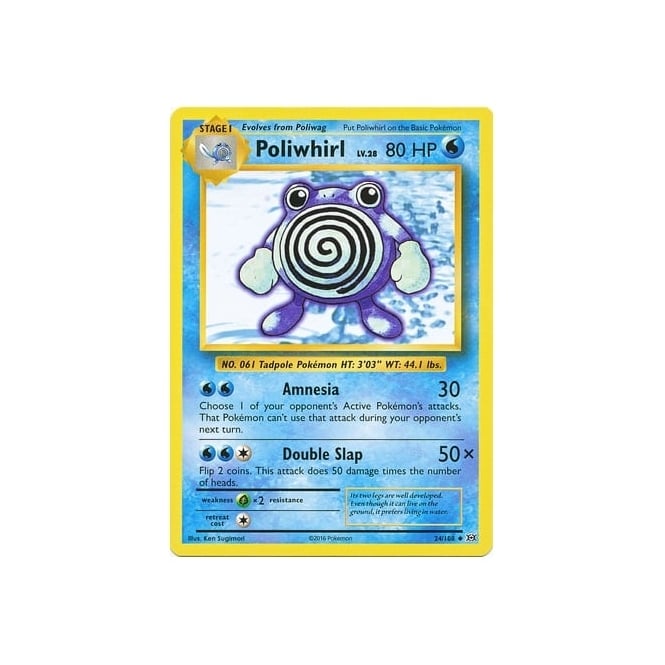 STAGE 1 Evolves from Poliwag Put Poliwhirl on the Basic Pokémon
Poliwhirl LV.28 80 HP
NO. 061 Tadpole Pokémon HT: 3'03" WT: 44.1 lbs.
Amnesia 30
Choose 1 of your opponent's Active Pokémon's attacks.
That Pokémon can't use that attack during your opponent's
next turn.
Double Slap 50×
Flip 2 coins. This attack does 50 damage times the number
of heads.
weakness ×2 resistance
retreat
cost
Its two legs are well developed.
Even though it can live on the
ground, it prefers living in water.
Illus. Ken Sugimori ©2016 Pokémon 24/108